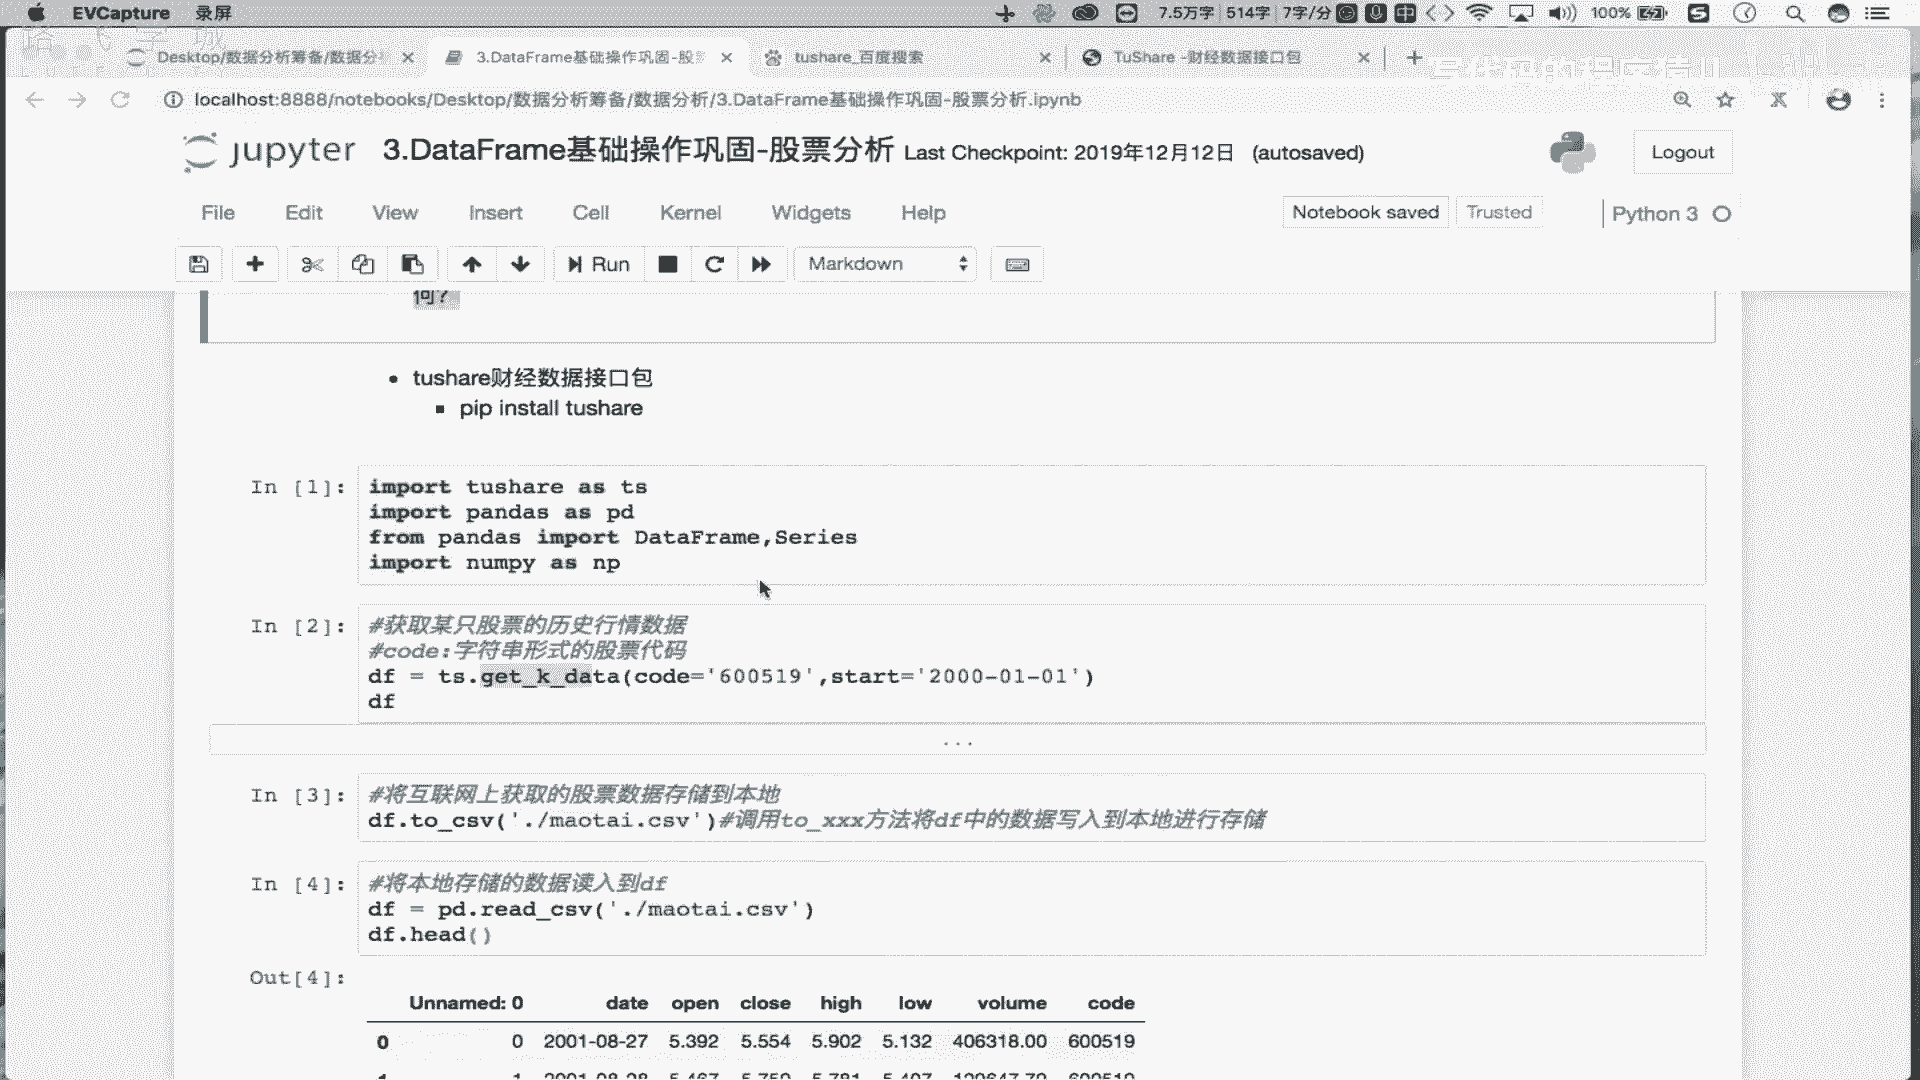 EVCapture 录屏 7.5万字 514字 7字/分 100%
Desktop/数据分析筹备/数据分 3.DataFrame基础操作巩固-股 tushare_百度搜索 TuShare -财经数据接口包
localhost:8888/notebooks/Desktop/数据分析筹备/数据分析/3.DataFrame基础操作巩固-股票分析.ipynb
jupyter 3.DataFrame基础操作巩固-股票分析 Last Checkpoint: 2019年12月12日 (autosaved) Logout
File Edit View Insert Cell Kernel Widgets Help Notebook saved Trusted Python 3
Run Markdown
何？
tushare财经数据接口包
pip install tushare
In [1]: import tushare as ts
import pandas as pd
from pandas import DataFrame,Series
import numpy as np
In [2]: #获取某只股票的历史行情数据
#code:字符串形式的股票代码
df = ts.get_k_data(code='600519',start='2000-01-01')
df
...
In [3]: #将互联网上获取的股票数据存储到本地
df.to_csv('./maotai.csv')#调用to_xxx方法将df中的数据写入到本地进行存储
In [4]: #将本地存储的数据读入到df
df = pd.read_csv('./maotai.csv')
df.head()
Out[4]:
Unnamed: 0 date open close high low volume code
0 0 2001-08-27 5.392 5.554 5.902 5.132 406318.00 600519